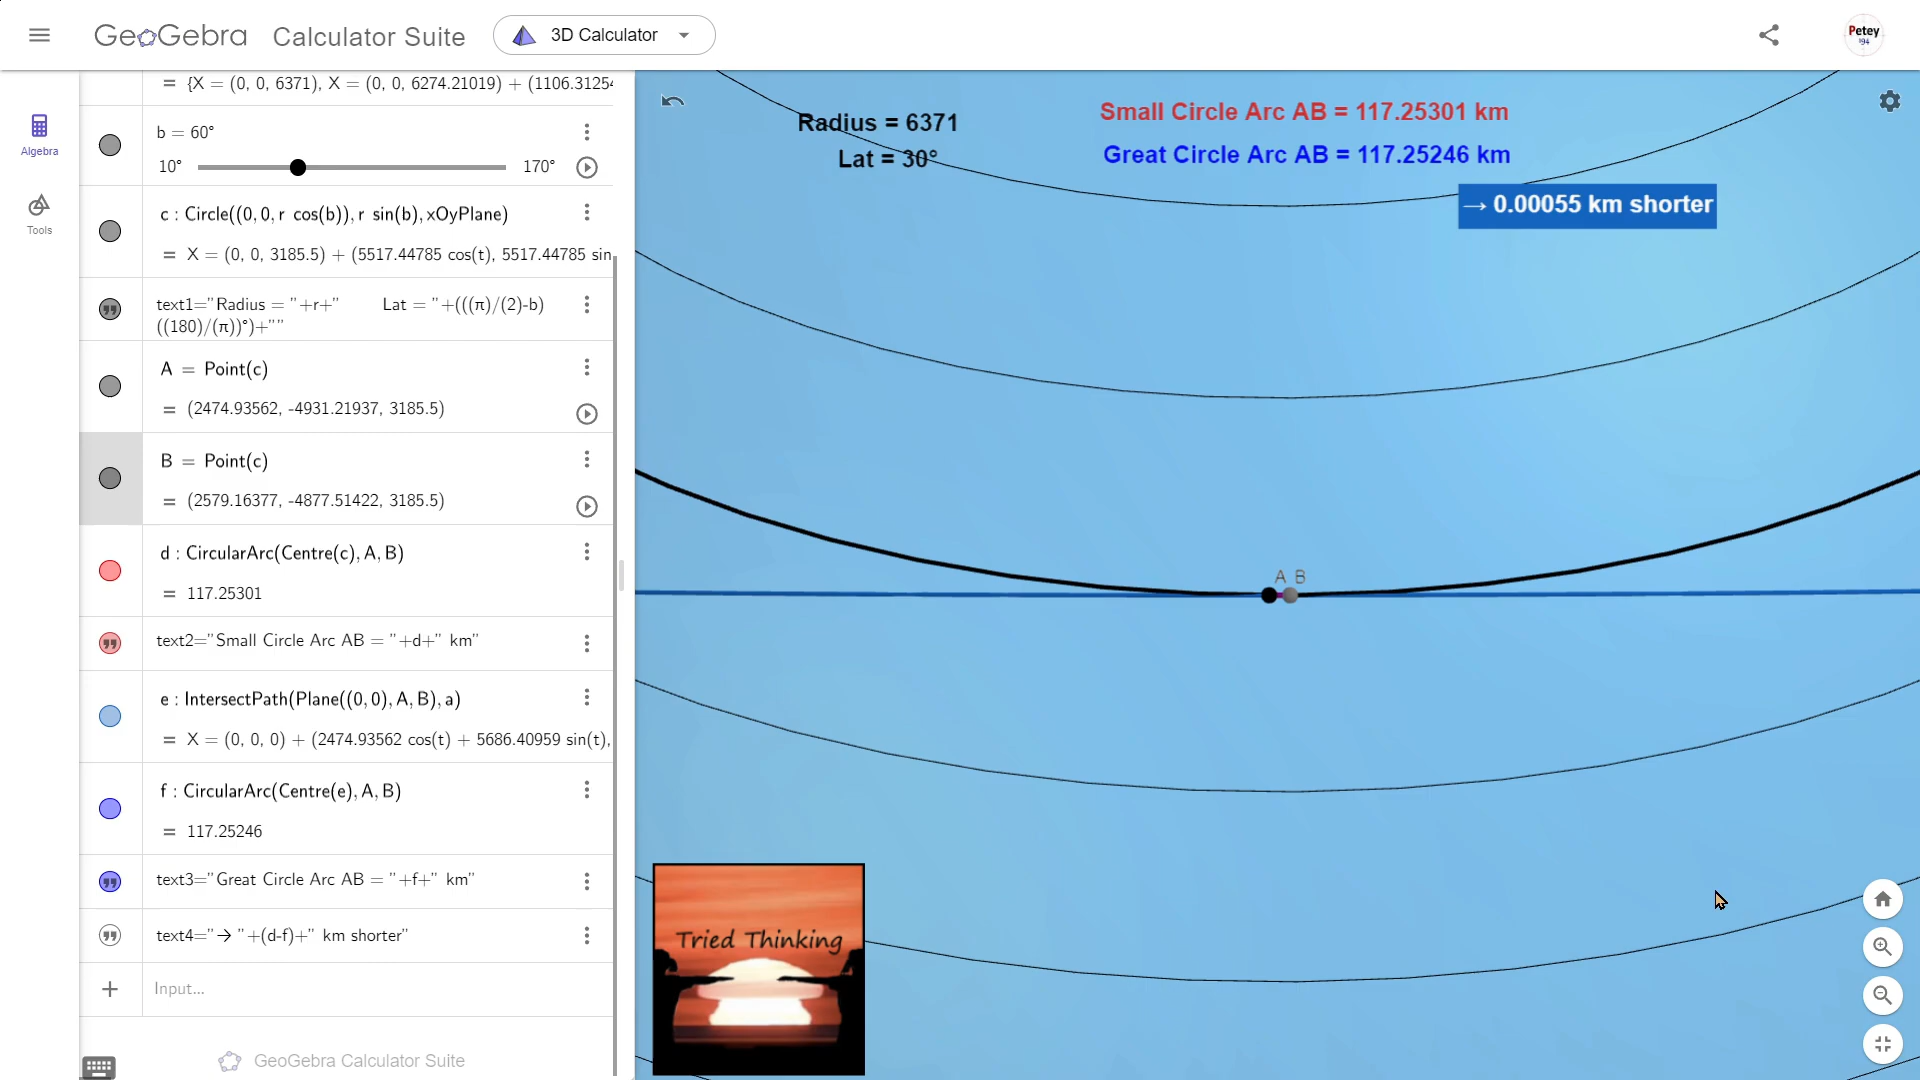 GeoGebra Calculator Suite 3D Calculator
Petey
194
Algebra
Tools
= {X = (0, 0, 6371), X = (0, 0, 6274.21019) + (1106.31254
b = 60°
10° 170°
c : Circle((0, 0, r cos(b)), r sin(b), xOyPlane)
= X = (0, 0, 3185.5) + (5517.44785 cos(t), 5517.44785 sin
text1="Radius = "+r+" Lat = "+(((π)/(2)-b)
((180)/(π))°)+""
A = Point(c)
= (2474.93562, -4931.21937, 3185.5)
B = Point(c)
= (2579.16377, -4877.51422, 3185.5)
d : CircularArc(Centre(c), A, B)
= 117.25301
text2="Small Circle Arc AB = "+d+" km"
e : IntersectPath(Plane((0, 0), A, B), a)
= X = (0, 0, 0) + (2474.93562 cos(t) + 5686.40959 sin(t),
f : CircularArc(Centre(e), A, B)
= 117.25246
text3="Great Circle Arc AB = "+f+" km"
text4="→ "+(d-f)+" km shorter"
+ Input...
GeoGebra Calculator Suite
Radius = 6371
Lat = 30°
Small Circle Arc AB = 117.25301 km
Great Circle Arc AB = 117.25246 km
→ 0.00055 km shorter
A B
Tried Thinking